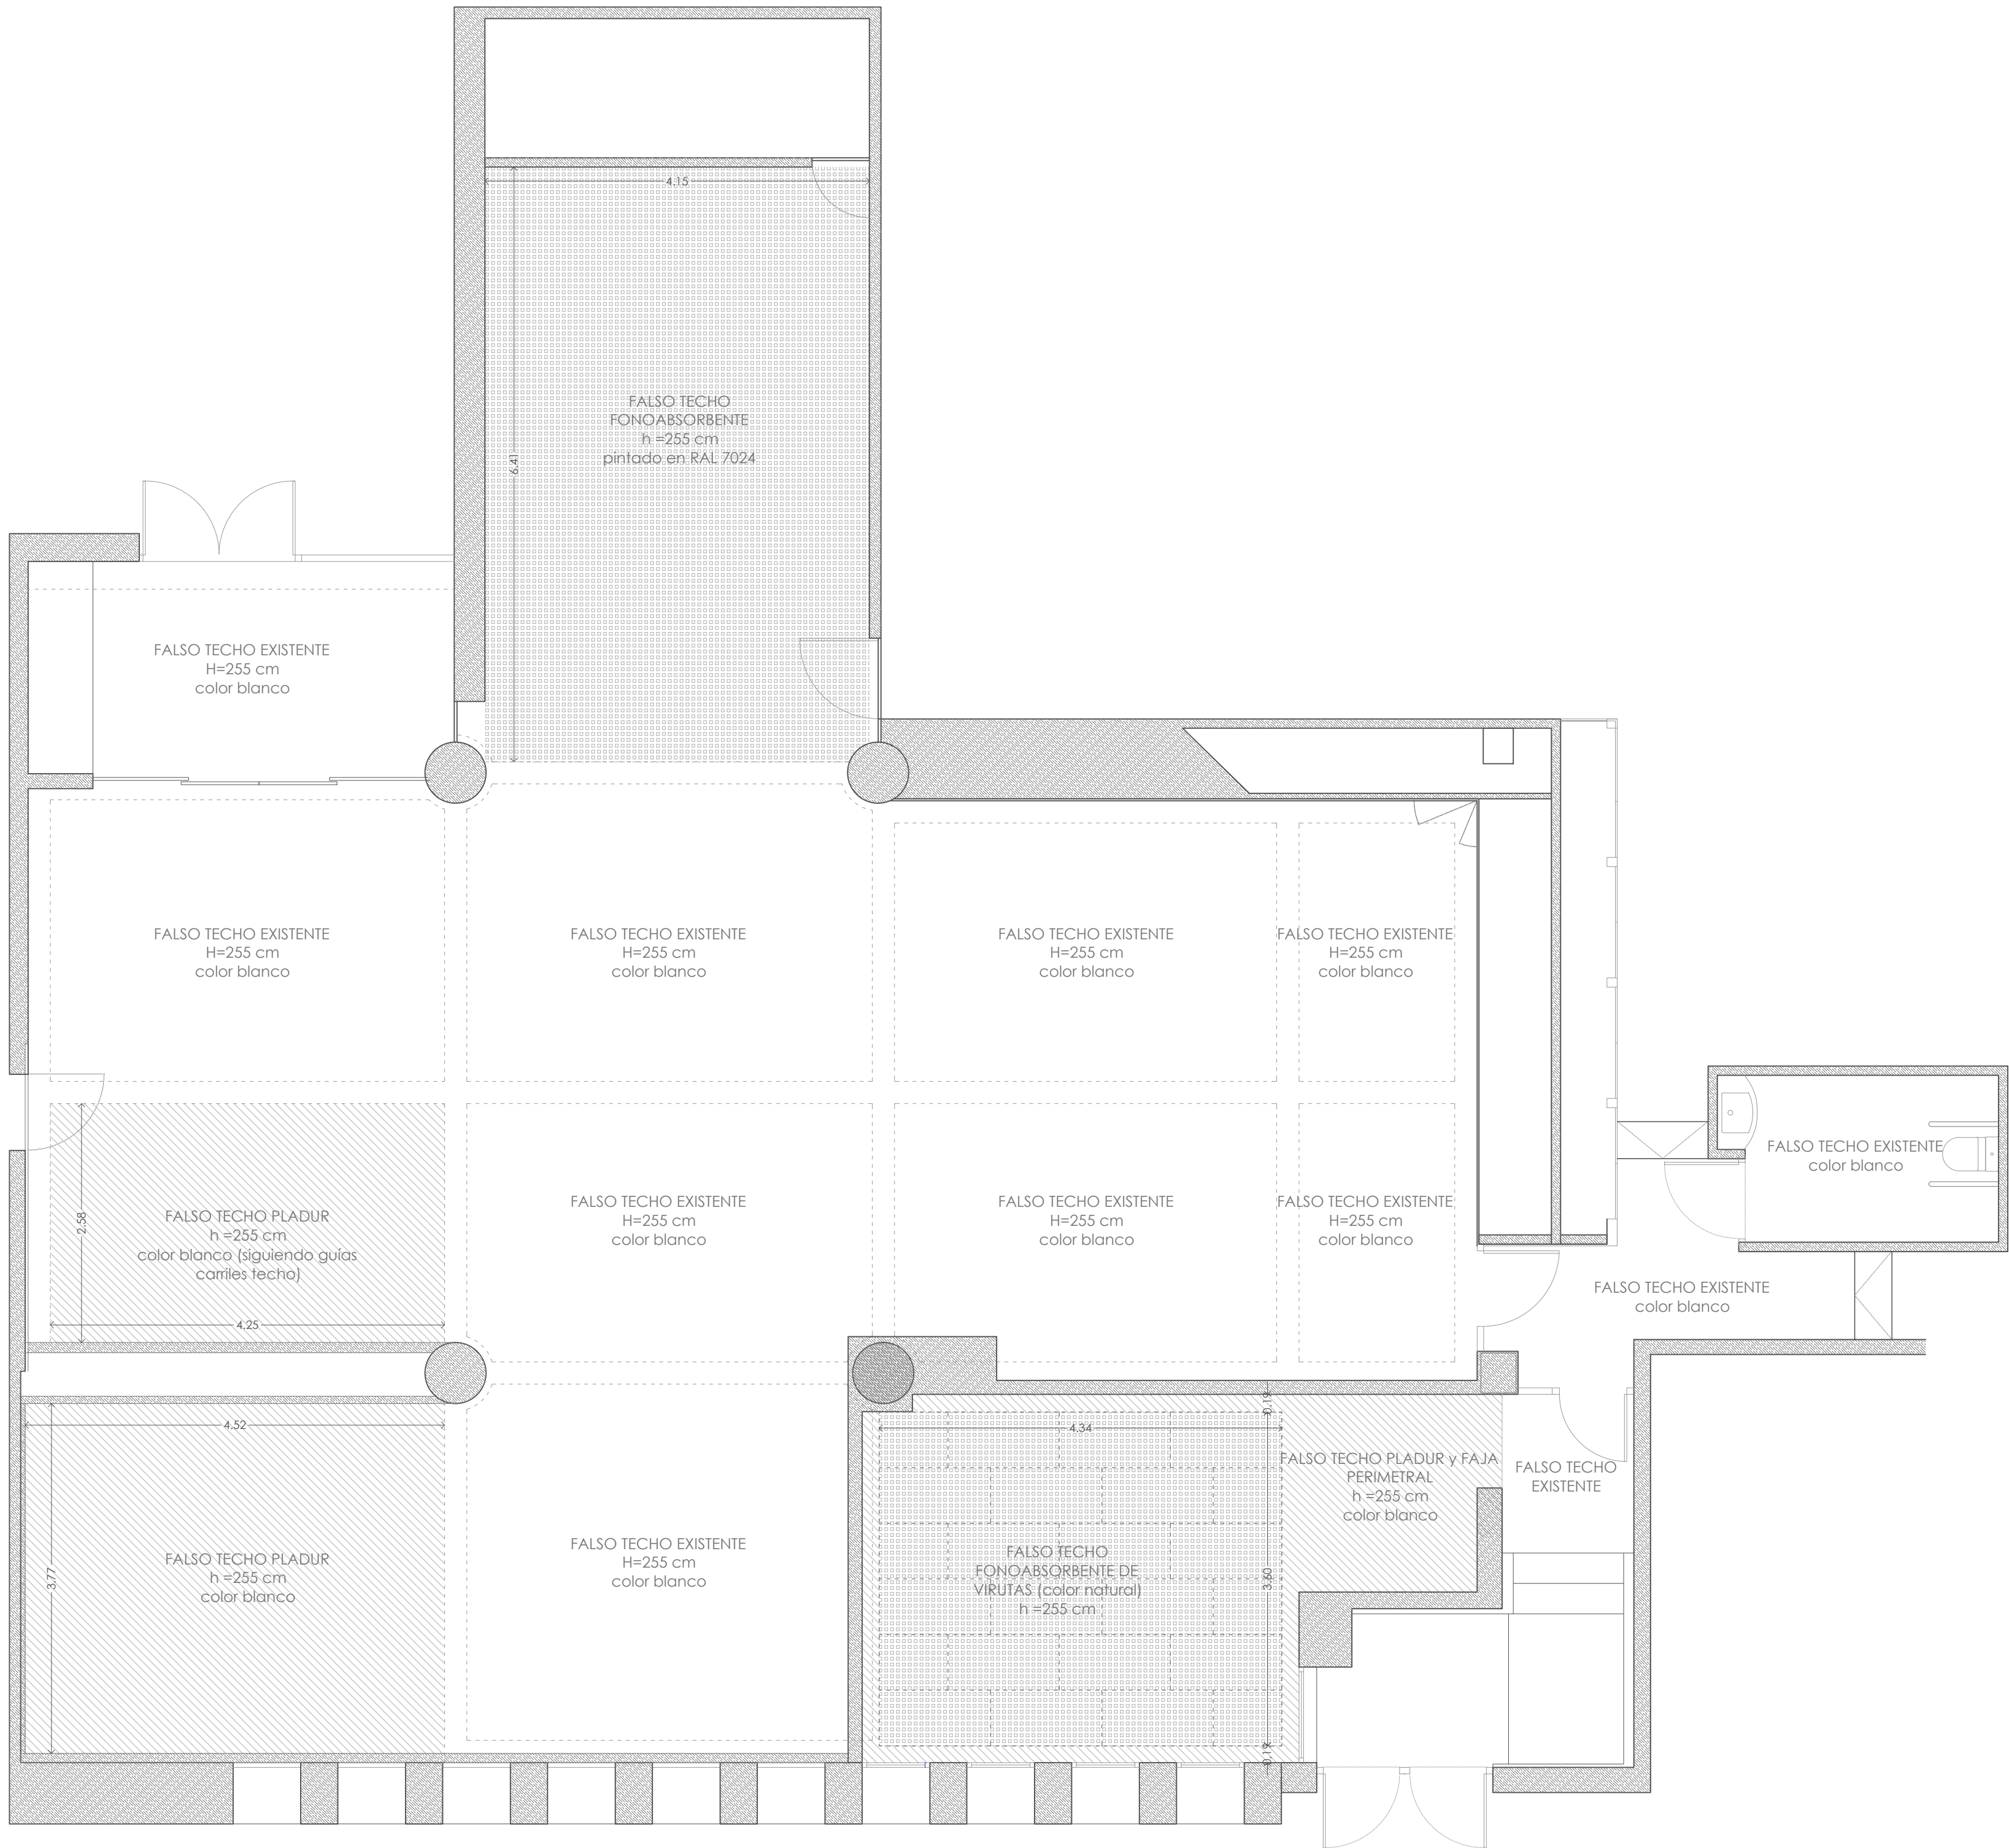 4.15
FALSO TECHO
FONOABSORBENTE
h =255 cm
pintado en RAL 7024
6.41
FALSO TECHO EXISTENTE
H=255 cm
color blanco
FALSO TECHO EXISTENTE
H=255 cm
color blanco
FALSO TECHO EXISTENTE
H=255 cm
color blanco
FALSO TECHO EXISTENTE
H=255 cm
color blanco
FALSO TECHO EXISTENTE
H=255 cm
color blanco
FALSO TECHO EXISTENTE
color blanco
2.58
FALSO TECHO PLADUR
h =255 cm
color blanco (siguiendo guías
carriles techo)
4.25
FALSO TECHO EXISTENTE
H=255 cm
color blanco
FALSO TECHO EXISTENTE
H=255 cm
color blanco
FALSO TECHO EXISTENTE
H=255 cm
color blanco
FALSO TECHO EXISTENTE
color blanco
4.52
3.77
FALSO TECHO PLADUR
h =255 cm
color blanco
FALSO TECHO EXISTENTE
H=255 cm
color blanco
0.19
4.34
3.60
FALSO TECHO
FONOABSORBENTE DE
VIRUTAS (color natural)
h =255 cm
0.19
FALSO TECHO PLADUR y FAJA
PERIMETRAL
h =255 cm
color blanco
FALSO TECHO
EXISTENTE